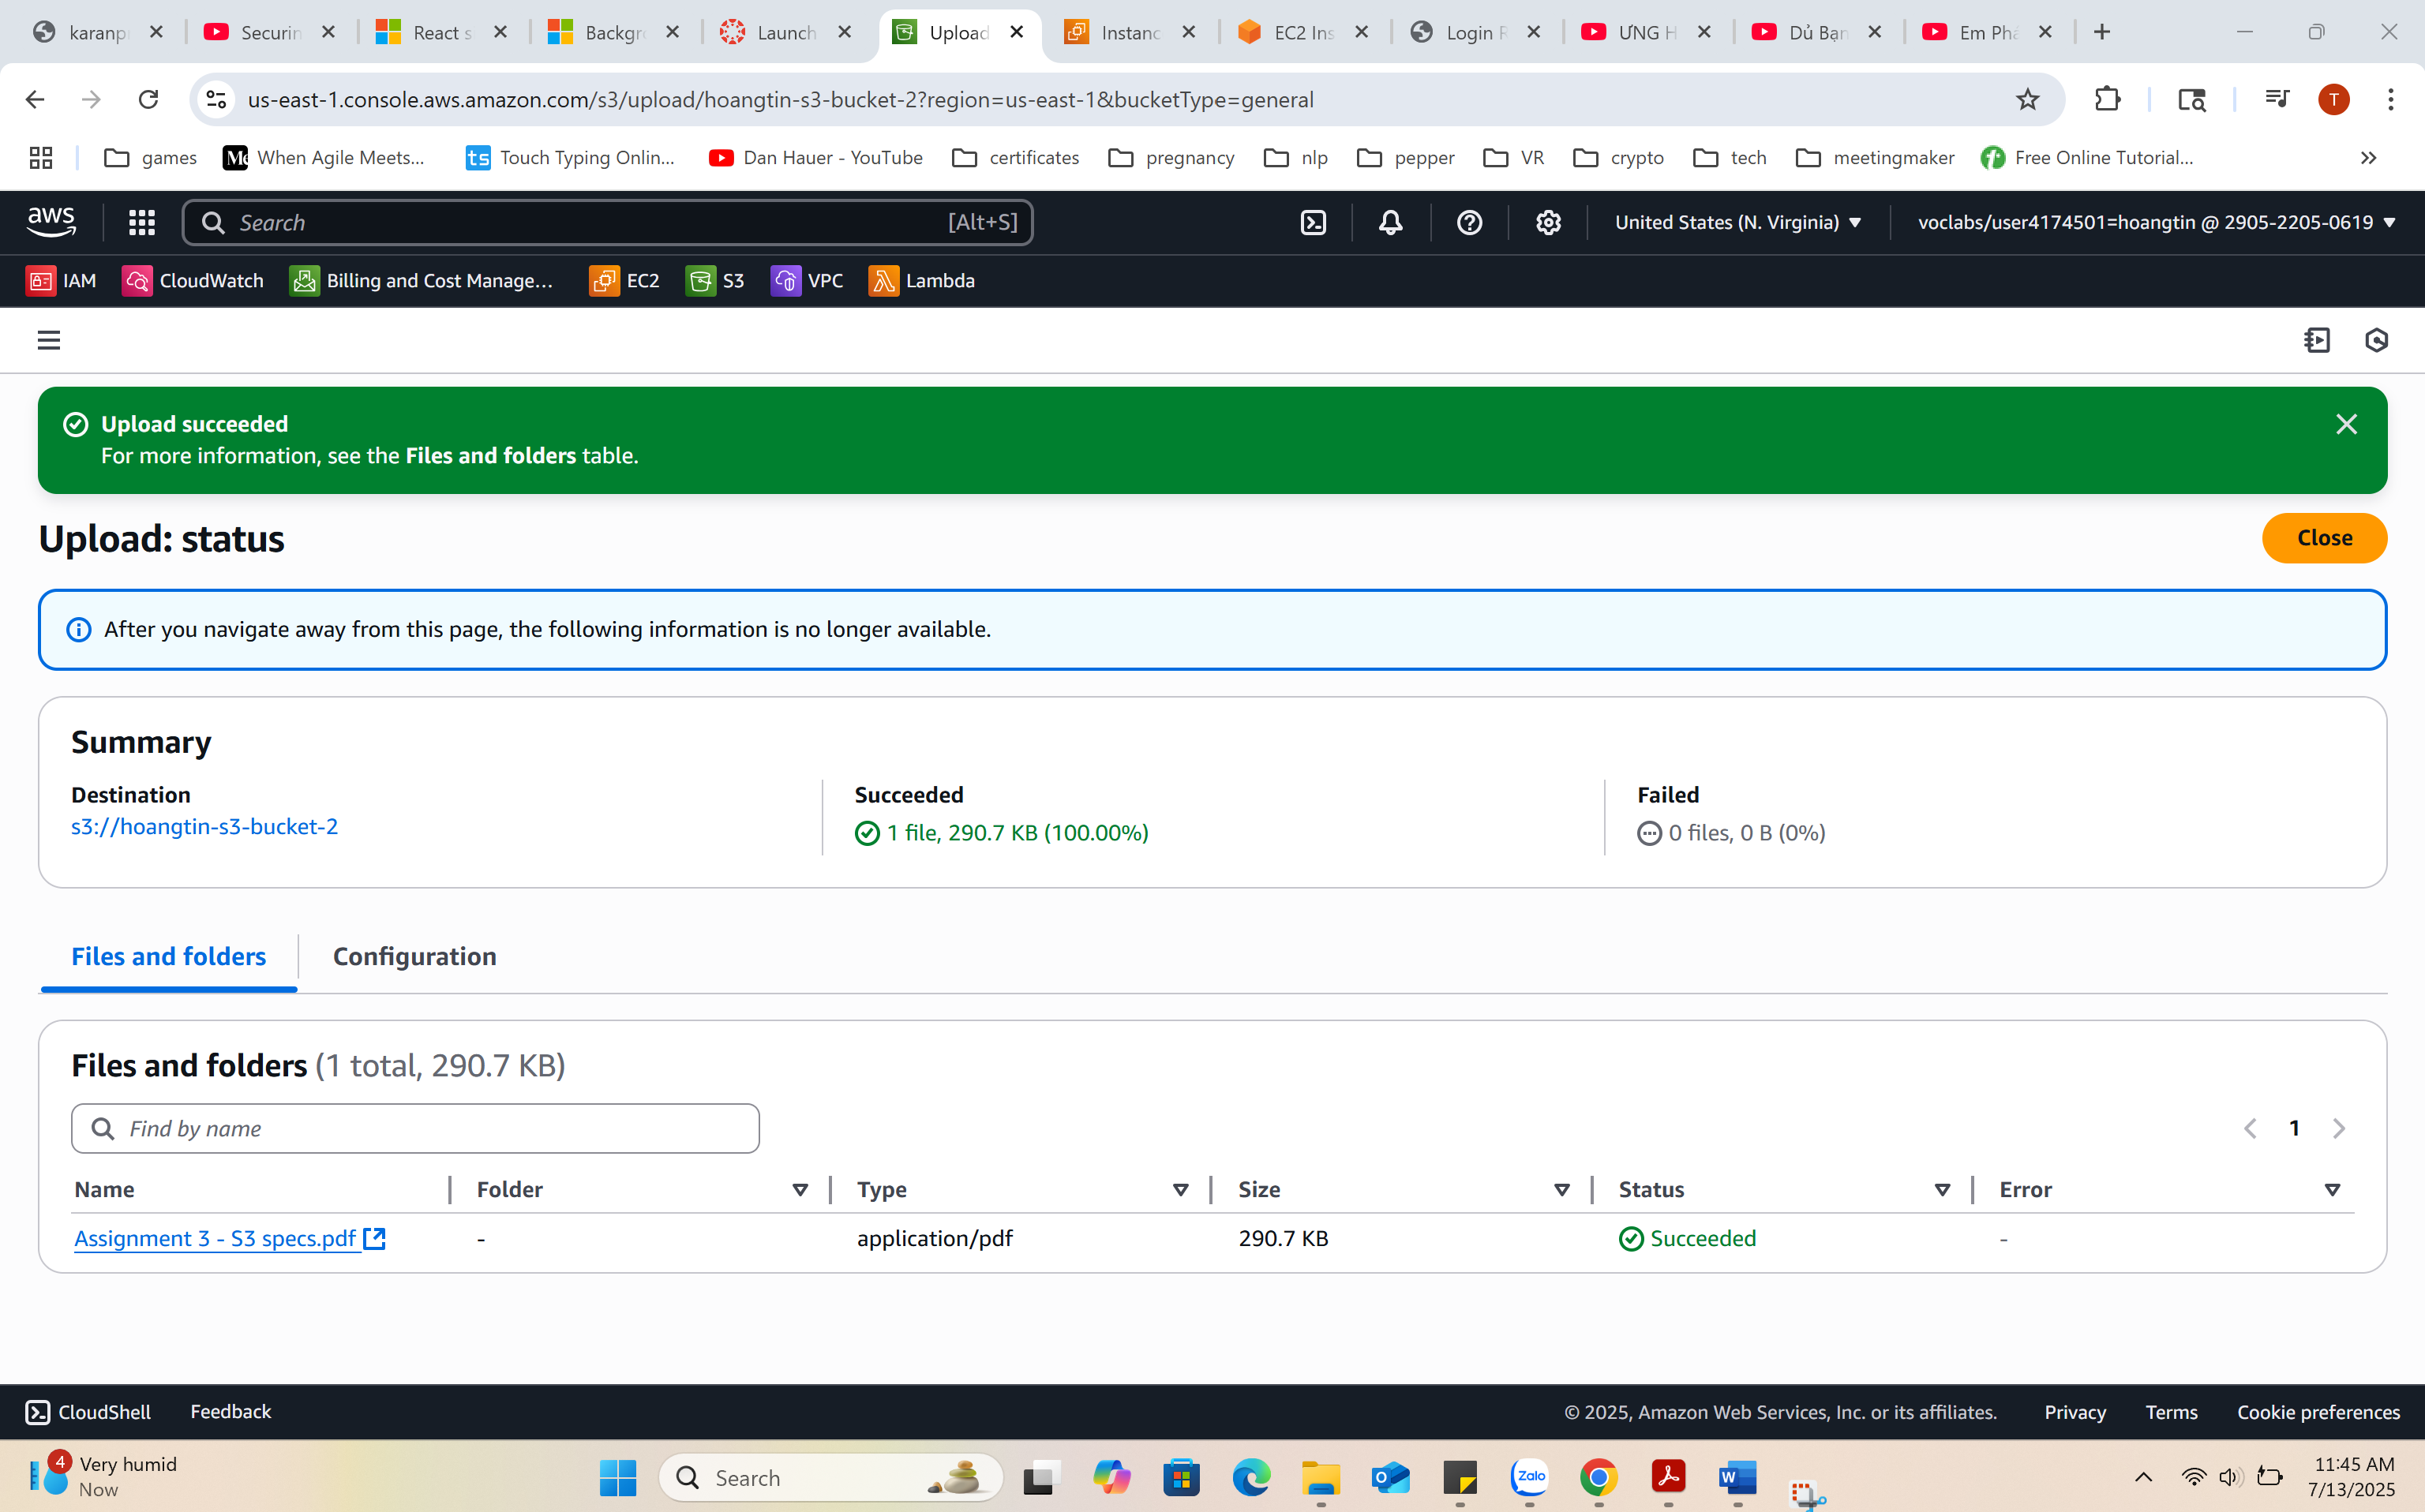 karanp
Securin
React s
Backgr
Launch
Upload
Instanc
EC2 Ins
Login R
ƯNG H
Dủ Bạn
Em Phá
us-east-1.console.aws.amazon.com/s3/upload/hoangtin-s3-bucket-2?region=us-east-1&bucketType=general
T
games
Me
When Agile Meets...
ts
Touch Typing Onlin...
Dan Hauer - YouTube
certificates
pregnancy
nlp
pepper
VR
crypto
tech
meetingmaker
Free Online Tutorial...
aws
Search
[Alt+S]
United States (N. Virginia)
voclabs/user4174501=hoangtin @ 2905-2205-0619
IAM
CloudWatch
Billing and Cost Manage...
EC2
S3
VPC
Lambda
Upload succeeded
For more information, see the Files and folders table.
Upload: status
Close
After you navigate away from this page, the following information is no longer available.
Summary
Destination
s3://hoangtin-s3-bucket-2
Succeeded
1 file, 290.7 KB (100.00%)
Failed
0 files, 0 B (0%)
Files and folders
Configuration
Files and folders (1 total, 290.7 KB)
Find by name
1
Name
Folder
Type
Size
Status
Error
Assignment 3 - S3 specs.pdf
-
application/pdf
290.7 KB
Succeeded
-
CloudShell
Feedback
© 2025, Amazon Web Services, Inc. or its affiliates.
Privacy
Terms
Cookie preferences
4
Very humid
Now
Search
Zalo
11:45 AM
7/13/2025